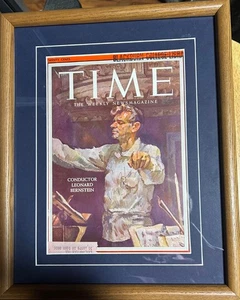 TIME
THE WEEKLY NEWSMAGAZINE
CONDUCTOR
LEONARD
BERNSTEIN